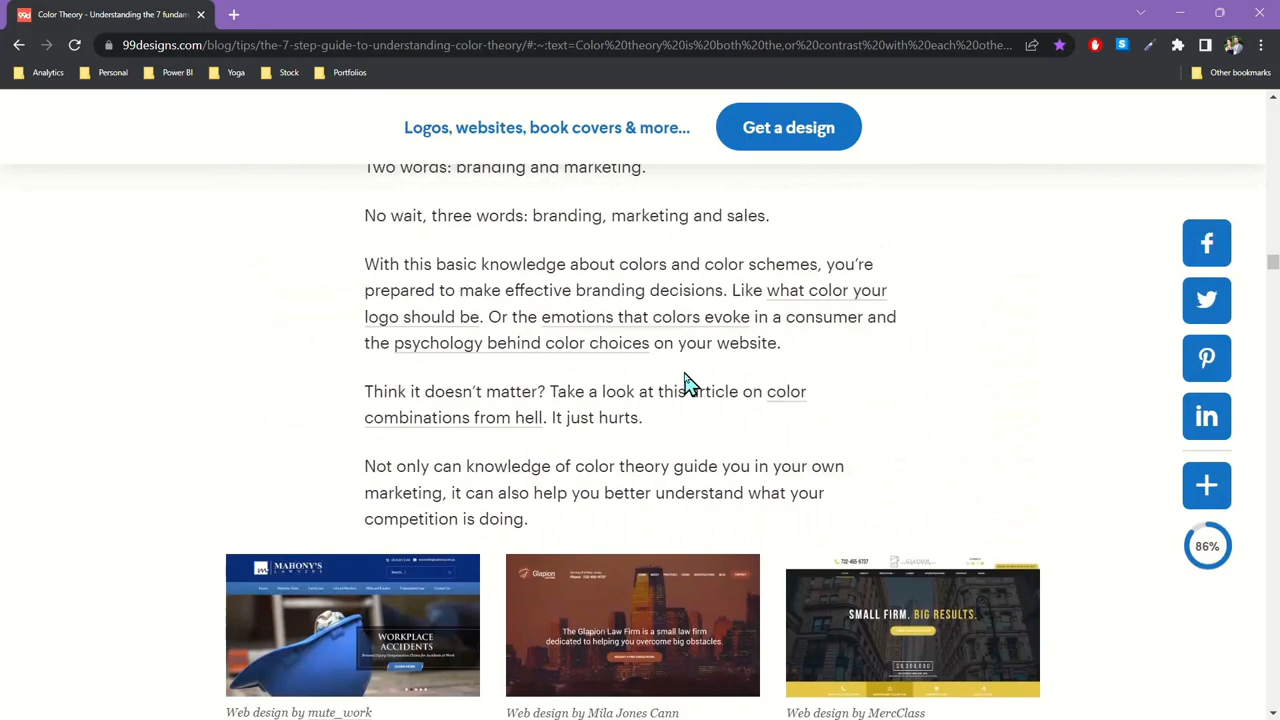 Color Theory - Understanding the 7 fundam
99designs.com/blog/tips/the-7-step-guide-to-understanding-color-theory/#:~:text=Color%20theory%20is%20both%20the,or%20contrast%20with%20each%20othe...
Analytics
Personal
Power BI
Yoga
Stock
Portfolios
Other bookmarks
Logos, websites, book covers & more...
Get a design
Two words: branding and marketing.
No wait, three words: branding, marketing and sales.
With this basic knowledge about colors and color schemes, you're
prepared to make effective branding decisions. Like what color your
logo should be. Or the emotions that colors evoke in a consumer and
the psychology behind color choices on your website.
Think it doesn't matter? Take a look at this article on color
combinations from hell. It just hurts.
Not only can knowledge of color theory guide you in your own
marketing, it can also help you better understand what your
competition is doing.
86%
MAHONY'S
LAWYERS
WORKPLACE
ACCIDENTS
LEARN MORE
Glapion
The Glapion Law Firm is a small law firm
dedicated to helping you overcome big obstacles.
732-455-9737
GLAPION
SMALL FIRM. BIG RESULTS.
Web design by mute_work
Web design by Mila Jones Cann
Web design by MercClass